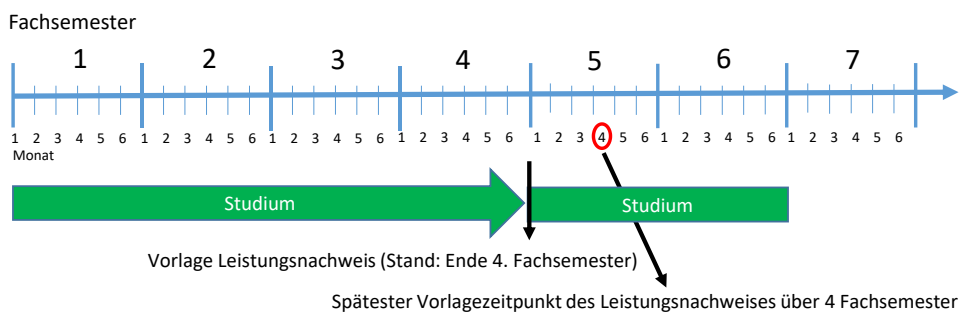 Fachsemester
1 2 3 4 5 6 7
1 2 3 4 5 6 1 2 3 4 5 6 1 2 3 4 5 6 1 2 3 4 5 6 1 2 3 4 5 6 1 2 3 4 5 6 1 2 3 4 5 6
Monat
Studium Studium
Vorlage Leistungsnachweis (Stand: Ende 4. Fachsemester)
Spätester Vorlagezeitpunkt des Leistungsnachweises über 4 Fachsemester